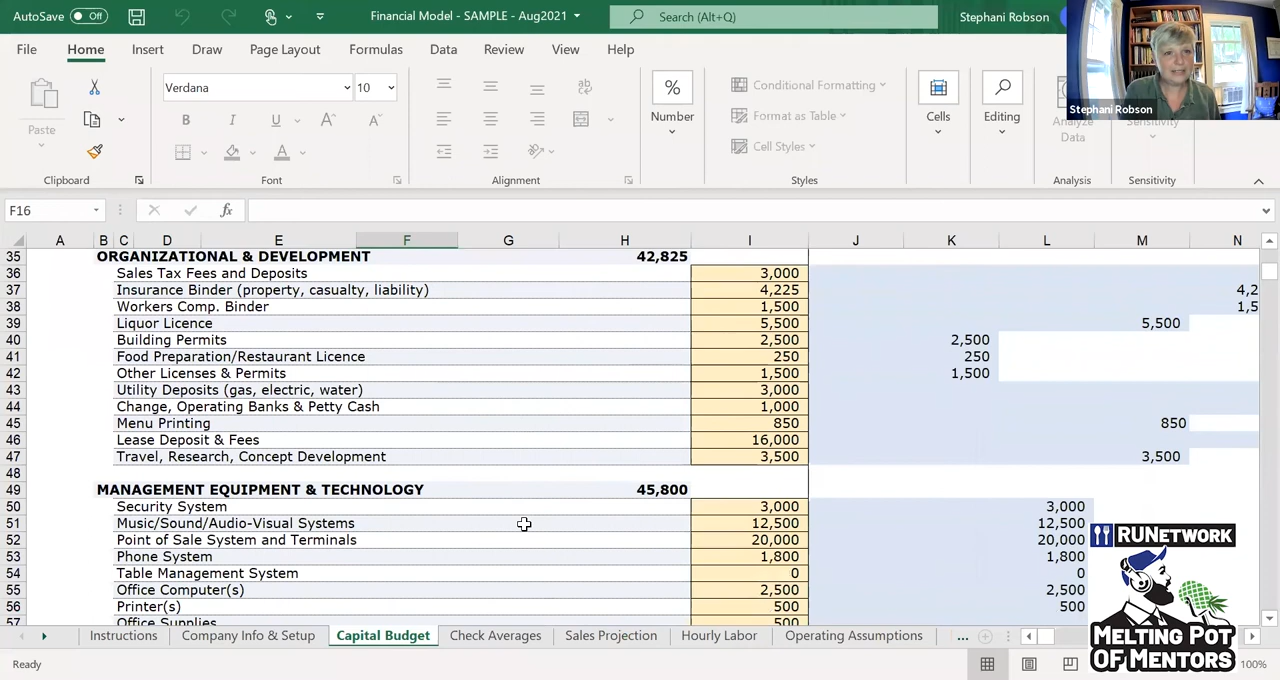 AutoSave Off Financial Model - SAMPLE - Aug2021 Search (Alt+Q) Stephani Robson
File Home Insert Draw Page Layout Formulas Data Review View Help
Stephani Robson
Verdana 10
Paste
B I U A A
A
% Number
Conditional Formatting
Format as Table
Cell Styles
Cells
Editing
Analyze Data
Sensitivity
Clipboard Font Alignment Styles Analysis Sensitivity
F16 fx
A B C D E F G H I J K L M N
35 ORGANIZATIONAL & DEVELOPMENT 42,825
36 Sales Tax Fees and Deposits 3,000
37 Insurance Binder (property, casualty, liability) 4,225 4,2
38 Workers Comp. Binder 1,500 1,5
39 Liquor Licence 5,500 5,500
40 Building Permits 2,500 2,500
41 Food Preparation/Restaurant Licence 250 250
42 Other Licenses & Permits 1,500 1,500
43 Utility Deposits (gas, electric, water) 3,000
44 Change, Operating Banks & Petty Cash 1,000
45 Menu Printing 850 850
46 Lease Deposit & Fees 16,000
47 Travel, Research, Concept Development 3,500 3,500
48
49 MANAGEMENT EQUIPMENT & TECHNOLOGY 45,800
50 Security System 3,000 3,000
51 Music/Sound/Audio-Visual Systems 12,500 12,500
52 Point of Sale System and Terminals 20,000 20,000
53 Phone System 1,800 1,800
54 Table Management System 0 0
55 Office Computer(s) 2,500 2,500
56 Printer(s) 500 500
57 Office Supplies 500
RUNETWORK
MELTING POT
OF MENTORS
Instructions Company Info & Setup Capital Budget Check Averages Sales Projection Hourly Labor Operating Assumptions ...
Ready 100%